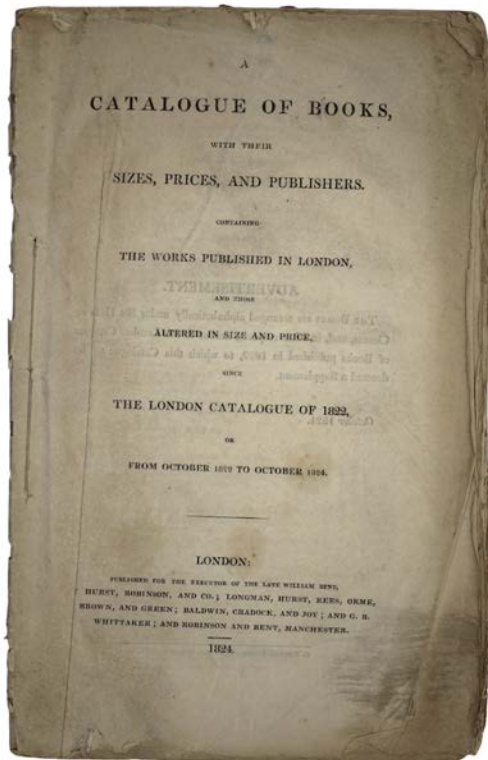 A
CATALOGUE OF BOOKS,
WITH THEIR
SIZES, PRICES, AND PUBLISHERS.
CONTAINING
THE WORKS PUBLISHED IN LONDON,
AND THOSE
ALTERED IN SIZE AND PRICE,
SINCE
THE LONDON CATALOGUE OF 1822,
OR
FROM OCTOBER 1822 TO OCTOBER 1824.
LONDON:
PUBLISHED FOR THE EXECUTOR OF THE LATE WILLIAM BENT,
HURST, ROBINSON, AND CO.; LONGMAN, HURST, REES, ORME,
BROWN, AND GREEN; BALDWIN, CRADOCK, AND JOY; AND G. B.
WHITTAKER; AND ROBINSON AND BENT, MANCHESTER.
1824.